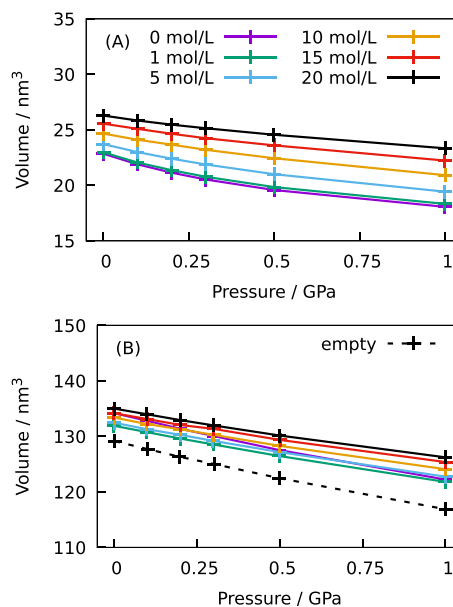 35
(A)
0 mol/L
10 mol/L
1 mol/L
15 mol/L
5 mol/L
20 mol/L
30
25
20
15
Volume / nm³
0
0.25
0.5
0.75
1
Pressure / GPa
150
(B)
empty
140
130
120
110
Volume / nm³
0
0.25
0.5
0.75
1
Pressure / GPa